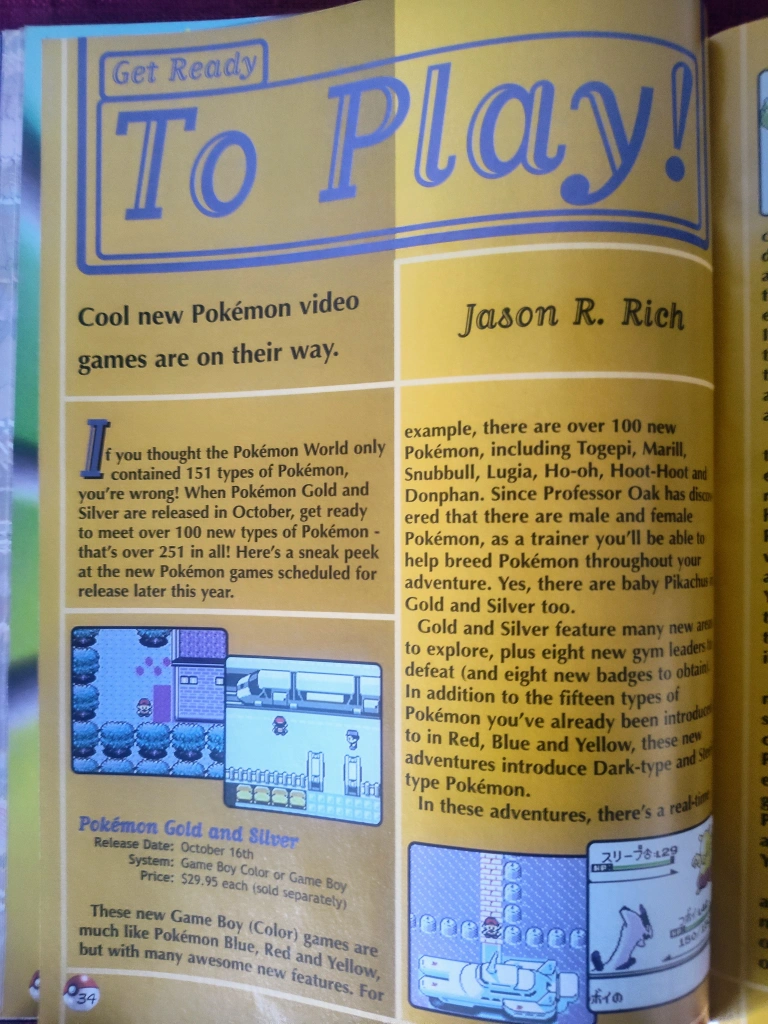 Get Ready
To Play!
Cool new Pokémon video
games are on their way.
Jason R. Rich
If you thought the Pokémon World only
contained 151 types of Pokémon,
you're wrong! When Pokémon Gold and
Silver are released in October, get ready
to meet over 100 new types of Pokémon -
that's over 251 in all! Here's a sneak peek
at the new Pokémon games scheduled for
release later this year.
Pokémon Gold and Silver
Release Date: October 16th
System: Game Boy Color or Game Boy
Price: $29.95 each (sold separately)
These new Game Boy (Color) games are
much like Pokémon Blue, Red and Yellow,
but with many awesome new features. For
34
example, there are over 100 new
Pokémon, including Togepi, Marill,
Snubbull, Lugia, Ho-oh, Hoot-Hoot and
Donphan. Since Professor Oak has discov
ered that there are male and female
Pokémon, as a trainer you'll be able to
help breed Pokémon throughout your
adventure. Yes, there are baby Pikachus
Gold and Silver too.
Gold and Silver feature many new areas
to explore, plus eight new gym leaders
defeat (and eight new badges to obtain)
In addition to the fifteen types of
Pokémon you've already been introduced
to in Red, Blue and Yellow, these new
adventures introduce Dark-type and
type Pokémon.
In these adventures, there's a real-time
スリープ
:L29